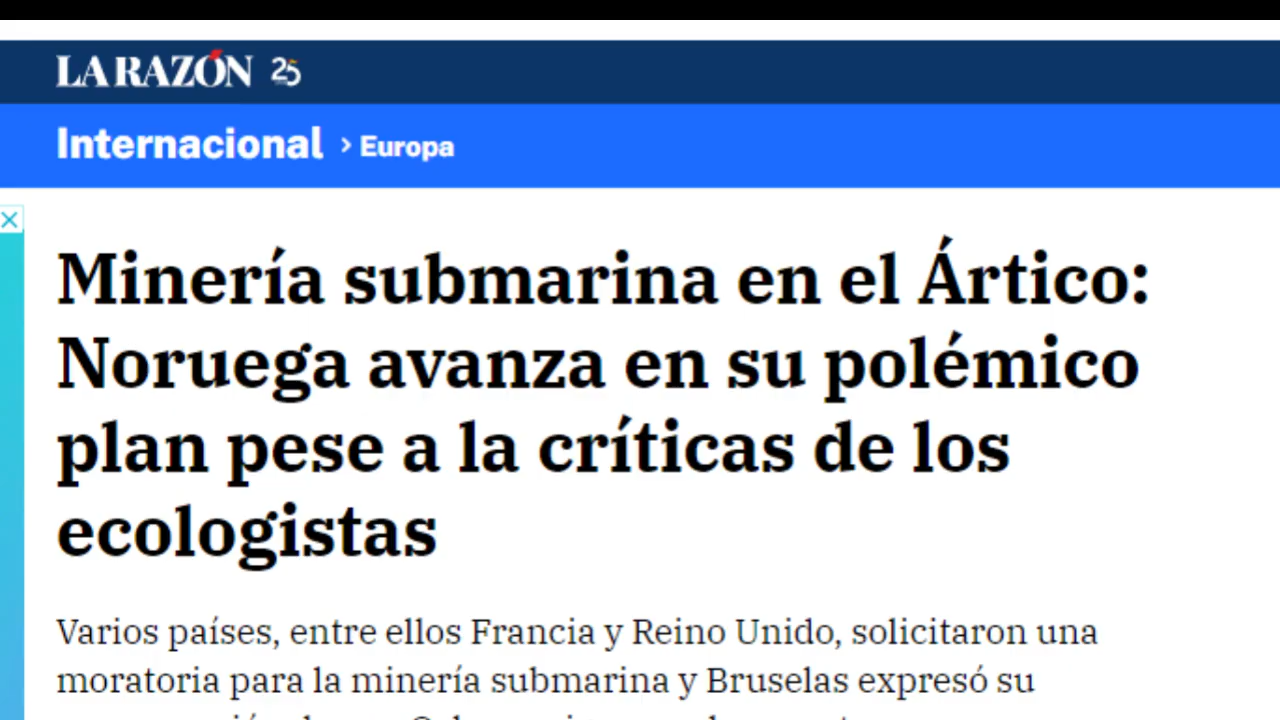 LA RAZÓN 25
Internacional › Europa
Minería submarina en el Ártico:
Noruega avanza en su polémico
plan pese a la críticas de los
ecologistas
Varios países, entre ellos Francia y Reino Unido, solicitaron una
moratoria para la minería submarina y Bruselas expresó su